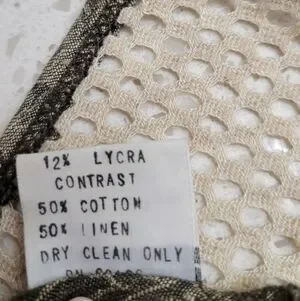 12% LYCRA
CONTRAST
50% COTTON
50% LINEN
DRY CLEAN ONLY